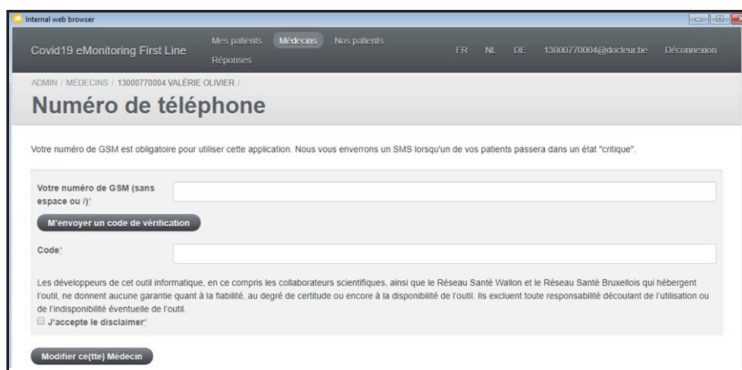 Internal web browser
Covid19 eMonitoring First Line
Mes patients Médecins Nos patients
Réponses
FR NL DE 13000770004@docteur.be Déconnexion
ADMIN / MÉDECINS / 13000770004 VALÉRIE OLIVIER /
Numéro de téléphone
Votre numéro de GSM est obligatoire pour utiliser cette application. Nous vous enverrons un SMS lorsqu'un de vos patients passera dans un état "critique".
Votre numéro de GSM (sans
espace ou /)*
M'envoyer un code de vérification
Code*
Les développeurs de cet outil informatique, en ce compris les collaborateurs scientifiques, ainsi que le Réseau Santé Wallon et le Réseau Santé Bruxellois qui hébergent
l'outil, ne donnent aucune garantie quant à la fiabilité, au degré de certitude ou encore à la disponibilité de l'outil. Ils excluent toute responsabilité découlant de l'utilisation ou
de l'indisponibilité éventuelle de l'outil.
J'accepte le disclaimer*
Modifier ce(tte) Médecin